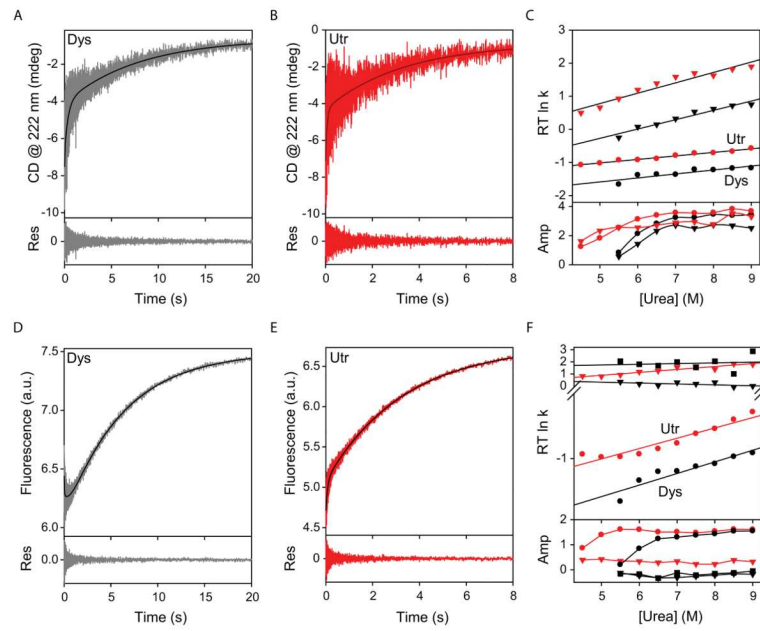 A
Dys
CD @ 222 nm (mdeg)
-2
-4
-6
-8
-10
Res
0
0 5 10 15 20
Time (s)
B
Utr
CD @ 222 nm (mdeg)
0
-2
-4
-6
-8
-10
Res
0
0 2 4 6 8
Time (s)
C
RT ln k
2
1
0
-1
-2
Utr
Dys
Amp
4
2
0
5 6 7 8 9
[Urea] (M)
D
Dys
Fluorescence (a.u.)
7.5
7.0
6.5
6.0
Res
0.0
0 5 10 15 20
Time (s)
E
Utr
Fluorescence (a.u.)
6.5
6.0
5.5
5.0
4.5
Res
0
0 2 4 6 8
Time (s)
F
RT ln k
3
2
1
0
-1
Utr
Dys
Amp
2
1
0
5 6 7 8 9
[Urea] (M)